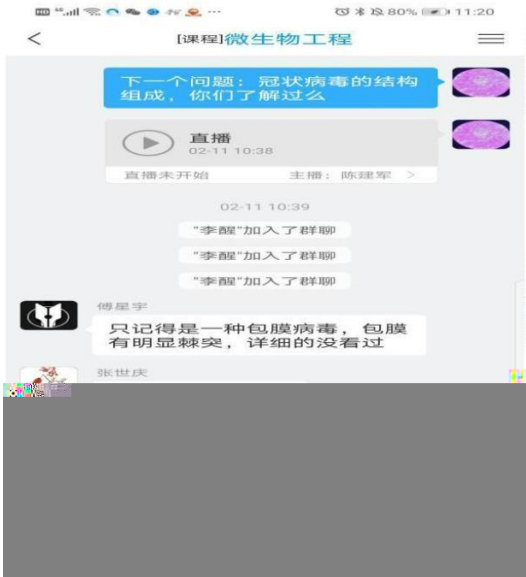 80% 11:20
[课程]微生物工程
下一个问题：冠状病毒的结构
组成，你们了解过么
直播
02-11 10:38
直播未开始 主播：陈建军 >
02-11 10:39
"李醒"加入了群聊
"李醒"加入了群聊
"李醒"加入了群聊
傅星宇
只记得是一种包膜病毒，包膜
有明显棘突，详细的没看过
张世庆